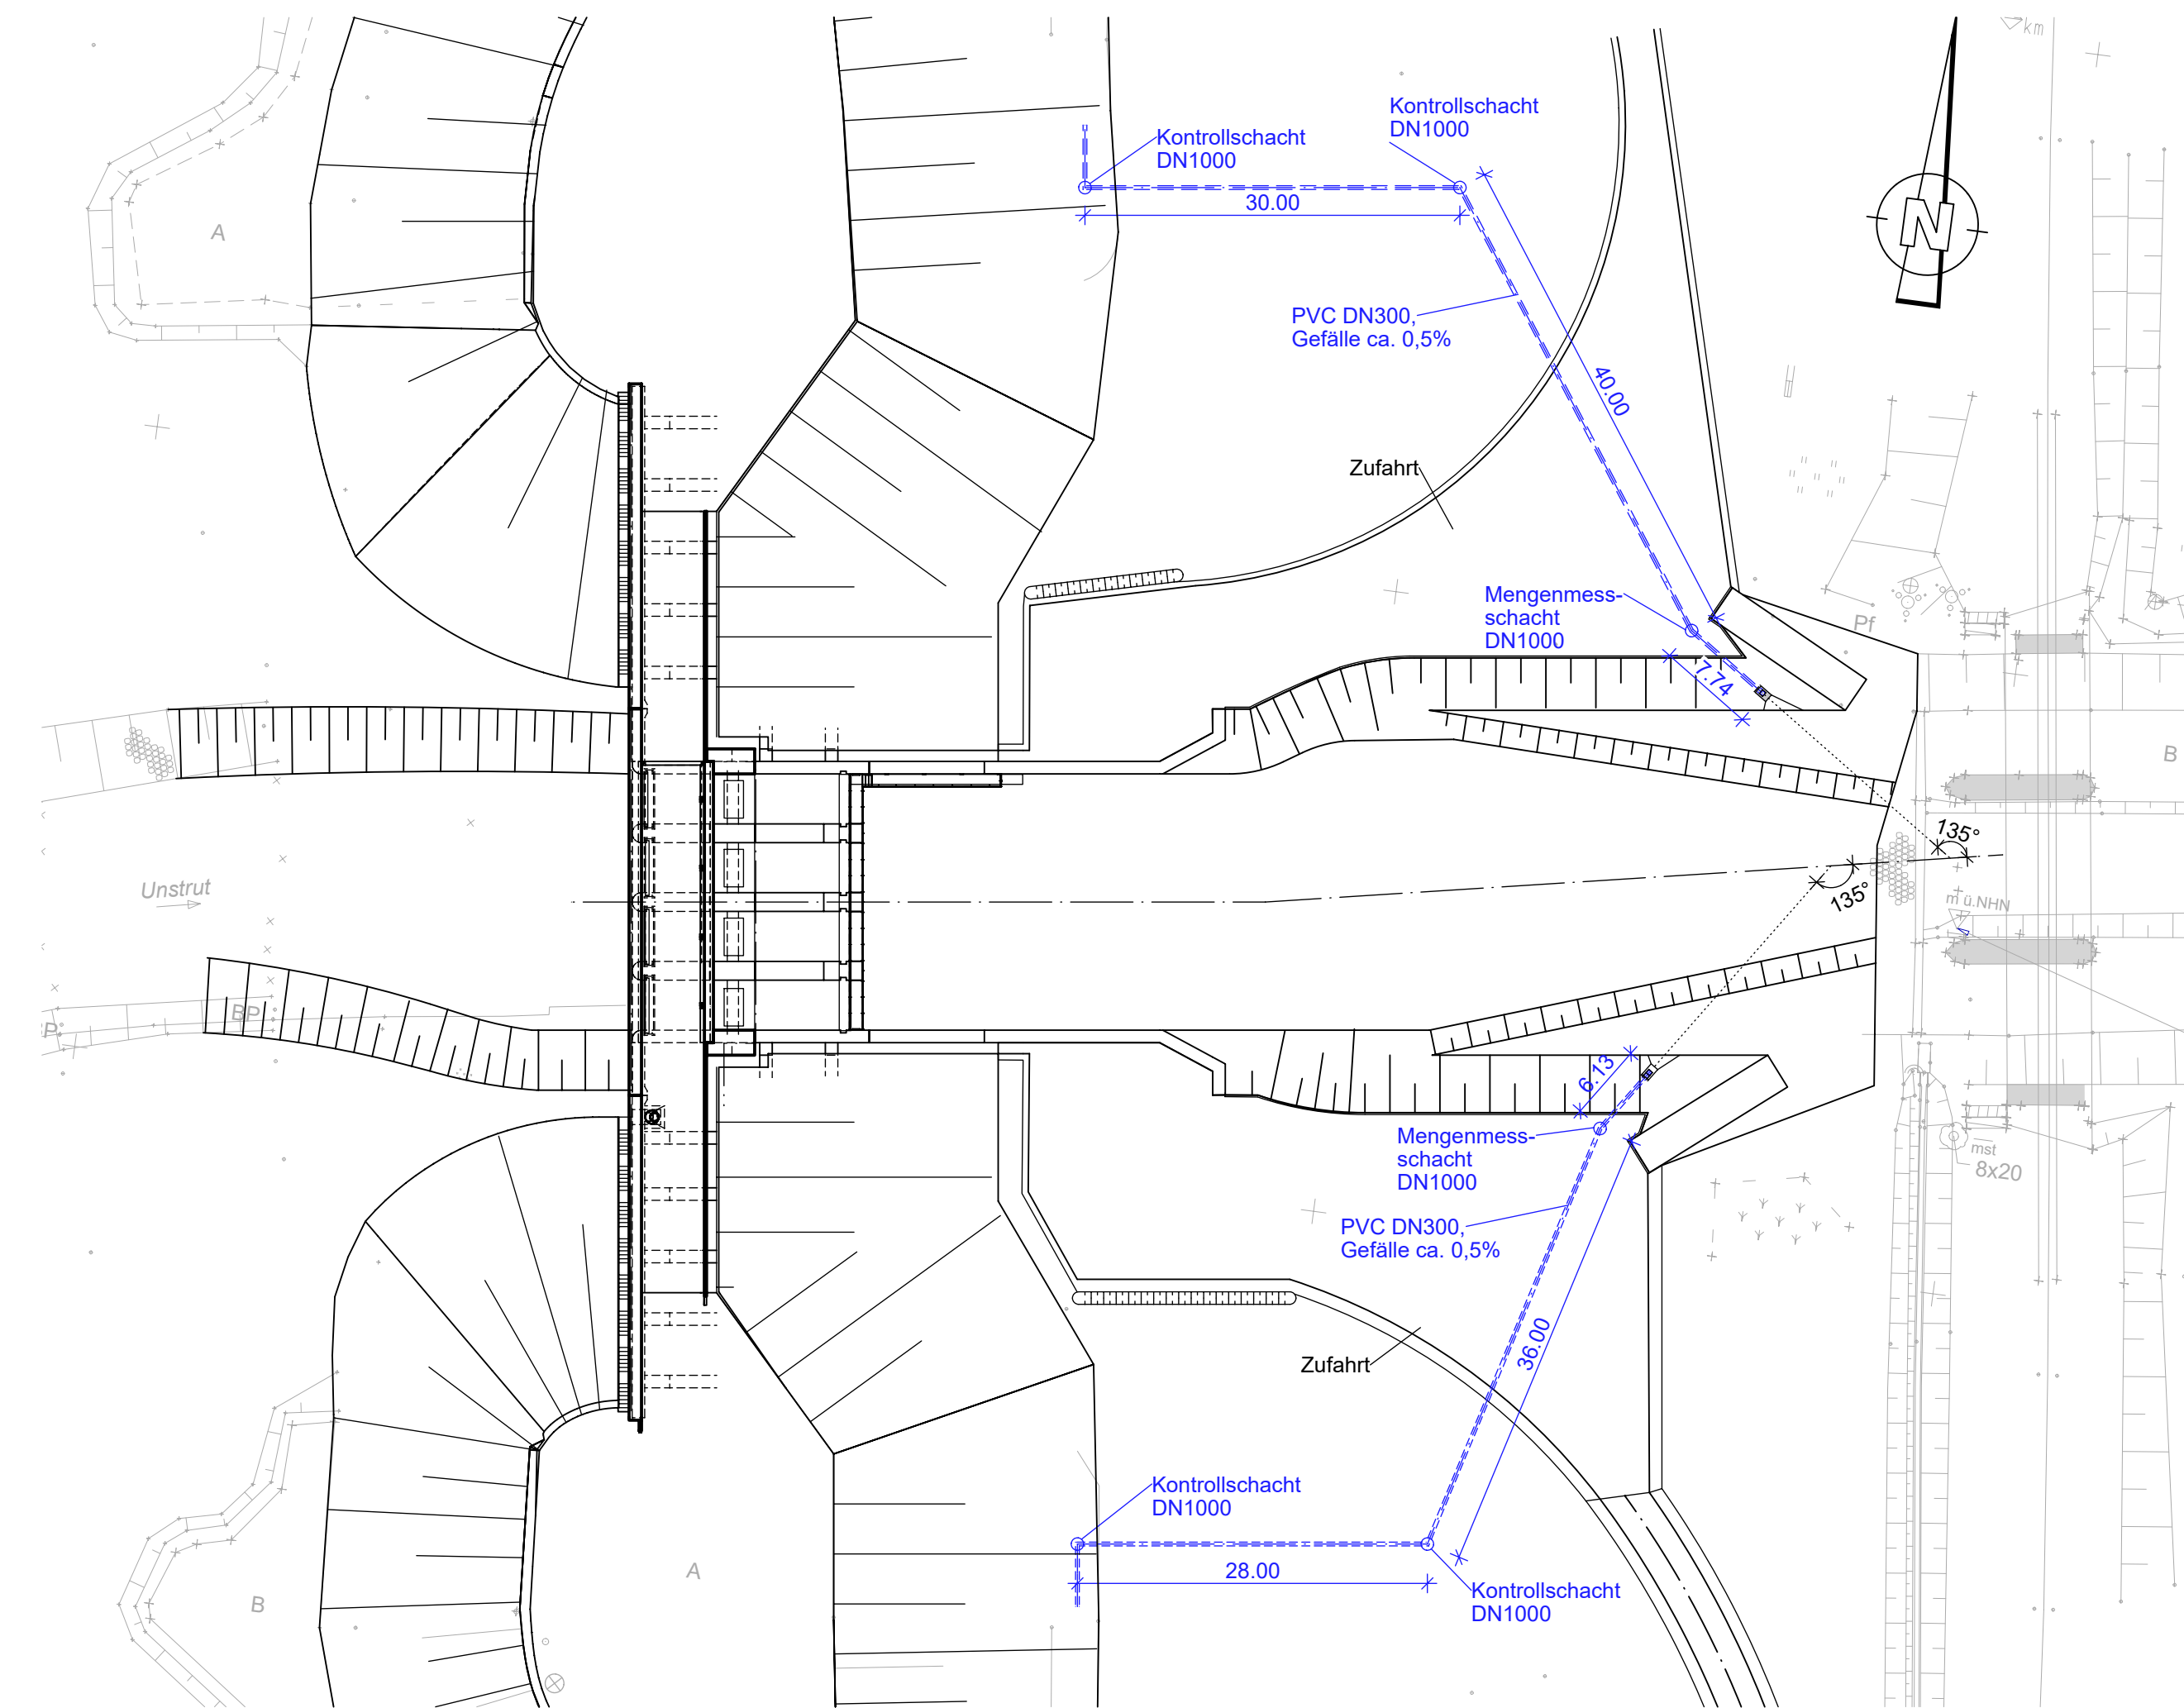 km
Kontrollschacht
DN1000
Kontrollschacht
DN1000
30.00
N
A
PVC DN300,
Gefälle ca. 0,5%
40.00
Zufahrt
Mengenmess-
schacht
DN1000
Pf
7.74
B
135°
135°
Unstrut
m ü.NHN
BP
P
6.13
Mengenmess-
schacht
DN1000
mst
8x20
PVC DN300,
Gefälle ca. 0,5%
36.00
Zufahrt
Kontrollschacht
DN1000
28.00
Kontrollschacht
DN1000
A
B